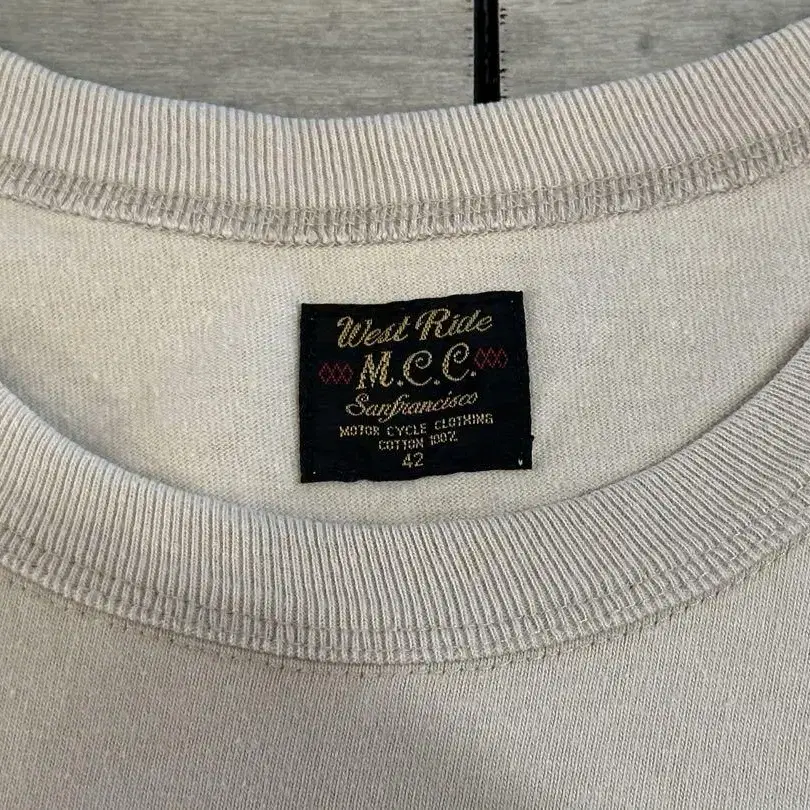 West Ride
M.C.C.
Sanfrancisco
MOTOR CYCLE CLOTHING
COTTON 100%
42